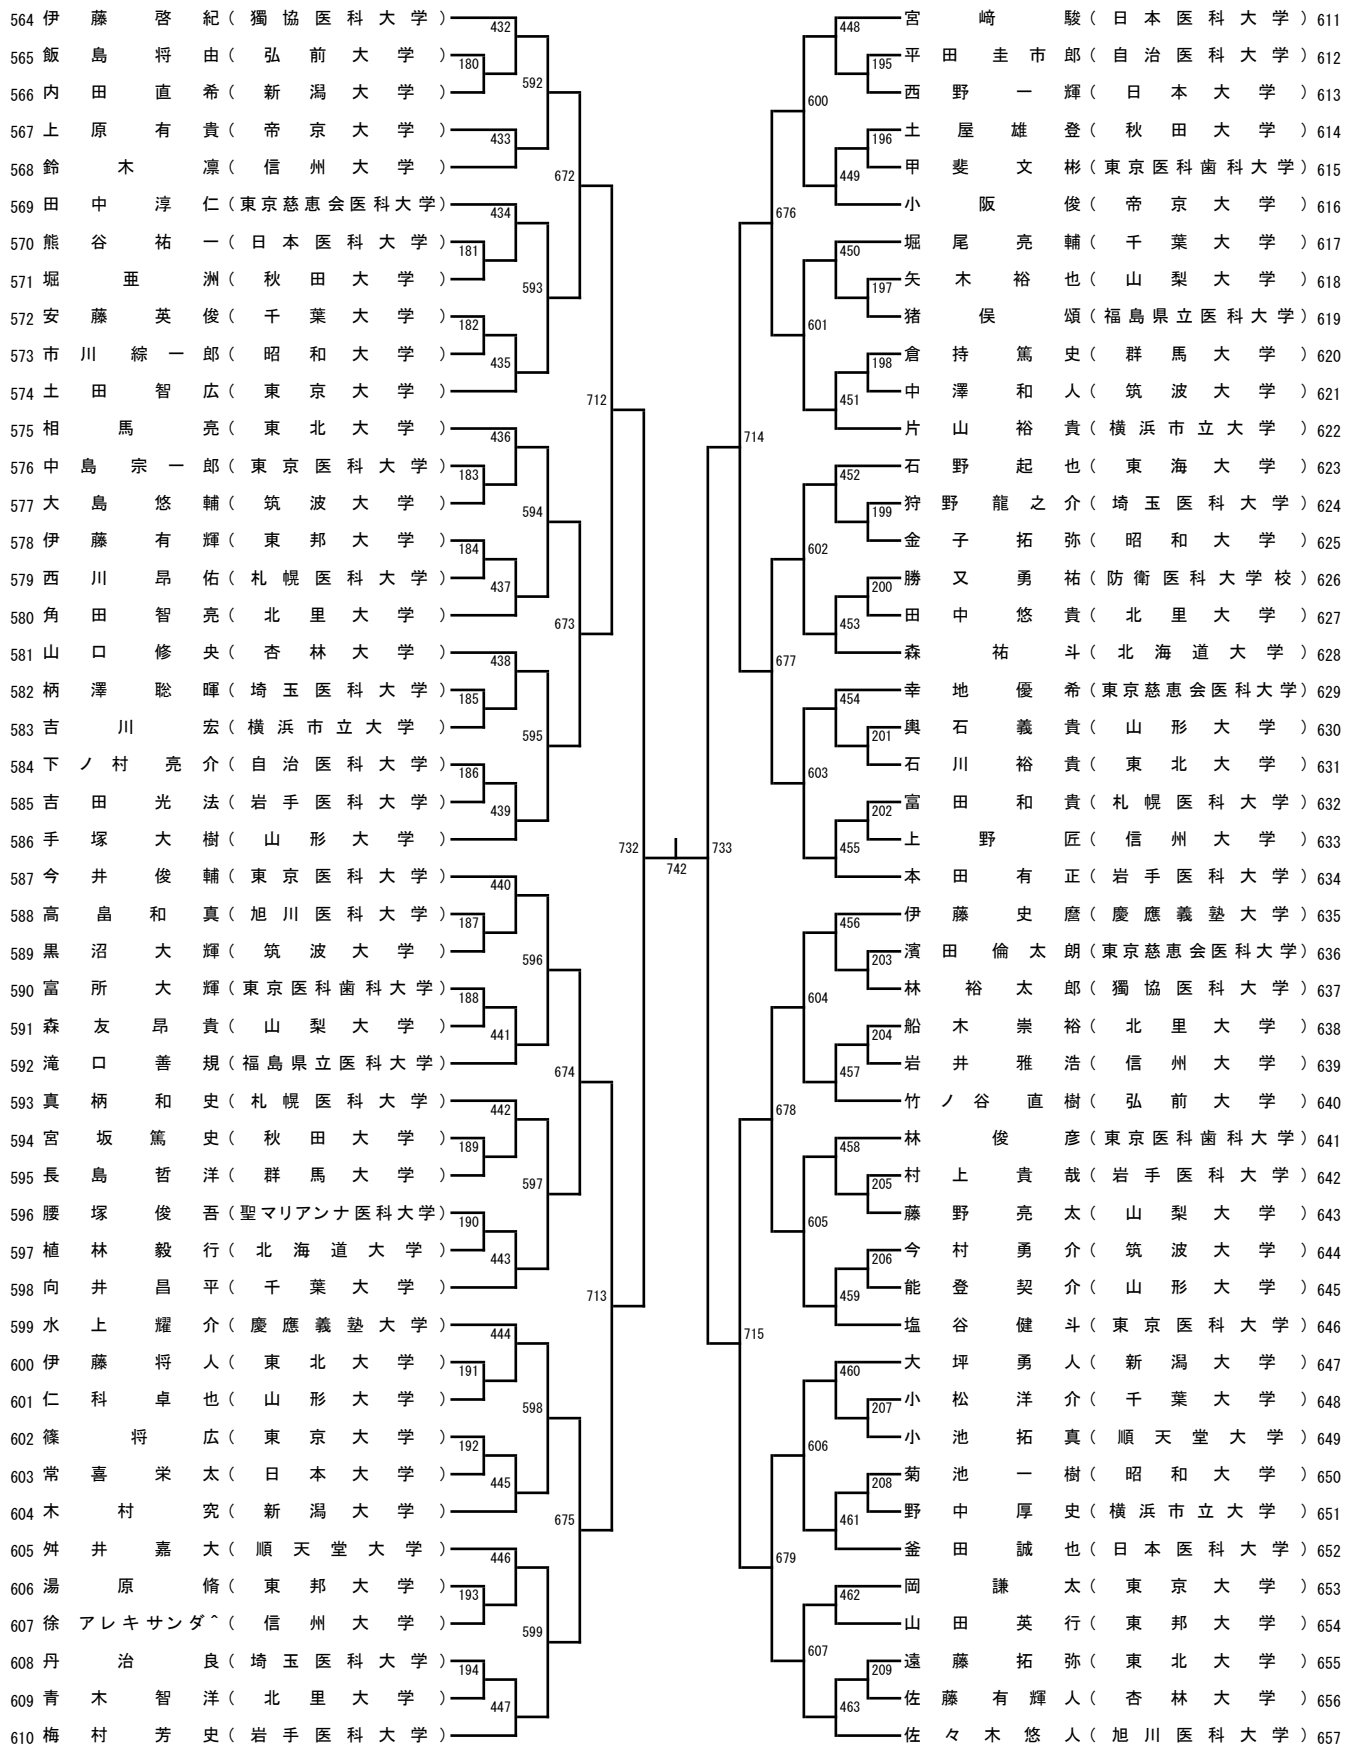 564 伊藤啓紀(獨協医科大学)
565 飯島将由(弘前大学)
566 内田直希(新潟大学)
567 上原有貴(帝京大学)
568 鈴木凛(信州大学)
569 田中淳仁(東京慈恵会医科大学)
570 熊谷祐一(日本医科大学)
571 堀亜洲(秋田大学)
572 安藤英俊(千葉大学)
573 市川綜一郎(昭和大学)
574 土田智広(東京大学)
575 相馬亮(東北大学)
576 中島宗一郎(東京医科大学)
577 大島悠輔(筑波大学)
578 伊藤有輝(東邦大学)
579 西川昂佑(札幌医科大学)
580 角田智亮(北里大学)
581 山口修央(杏林大学)
582 柄澤聡暉(埼玉医科大学)
583 吉川宏(横浜市立大学)
584 下ノ村亮介(自治医科大学)
585 吉田光法(岩手医科大学)
586 手塚大樹(山形大学)
587 今井俊輔(東京医科大学)
588 高畠和真(旭川医科大学)
589 黒沼大輝(筑波大学)
590 富所大輝(東京医科歯科大学)
591 森友昂貴(山梨大学)
592 滝口善規(福島県立医科大学)
593 真柄和史(札幌医科大学)
594 宮坂篤史(秋田大学)
595 長島哲洋(群馬大学)
596 腰塚俊吾(聖マリアンナ医科大学)
597 植林毅行(北海道大学)
598 向井昌平(千葉大学)
599 水上耀介(慶應義塾大学)
600 伊藤将人(東北大学)
601 仁科卓也(山形大学)
602 篠将広(東京大学)
603 常喜栄太(日本大学)
604 木村究(新潟大学)
605 舛井嘉大(順天堂大学)
606 湯原脩(東邦大学)
607 徐アレキサンダ^(信州大学)
608 丹治良(埼玉医科大学)
609 青木智洋(北里大学)
610 梅村芳史(岩手医科大学)
432
180
592
433
672
434
181
593
182
435
712
436
183
594
184
437
673
438
185
595
186
439
732
440
187
596
188
441
674
442
189
597
190
443
713
444
191
598
192
445
675
446
193
599
194
447
742
733
448
195
600
196
449
676
450
197
601
198
451
714
452
199
602
200
453
677
454
201
603
202
455
456
203
604
204
457
678
458
205
605
206
459
715
460
207
606
208
461
679
462
607
209
463
宮﨑駿(日本医科大学) 611
平田圭市郎(自治医科大学) 612
西野一輝(日本大学) 613
土屋雄登(秋田大学) 614
甲斐文彬(東京医科歯科大学) 615
小阪俊(帝京大学) 616
堀尾亮輔(千葉大学) 617
矢木裕也(山梨大学) 618
猪俣頌(福島県立医科大学) 619
倉持篤史(群馬大学) 620
中澤和人(筑波大学) 621
片山裕貴(横浜市立大学) 622
石野起也(東海大学) 623
狩野龍之介(埼玉医科大学) 624
金子拓弥(昭和大学) 625
勝又勇祐(防衛医科大学校) 626
田中悠貴(北里大学) 627
森祐斗(北海道大学) 628
幸地優希(東京慈恵会医科大学) 629
輿石義貴(山形大学) 630
石川裕貴(東北大学) 631
富田和貴(札幌医科大学) 632
上野匠(信州大学) 633
本田有正(岩手医科大学) 634
伊藤史麿(慶應義塾大学) 635
濱田倫太朗(東京慈恵会医科大学) 636
林裕太郎(獨協医科大学) 637
船木崇裕(北里大学) 638
岩井雅浩(信州大学) 639
竹ノ谷直樹(弘前大学) 640
林俊彦(東京医科歯科大学) 641
村上貴哉(岩手医科大学) 642
藤野亮太(山梨大学) 643
今村勇介(筑波大学) 644
能登契介(山形大学) 645
塩谷健斗(東京医科大学) 646
大坪勇人(新潟大学) 647
小松洋介(千葉大学) 648
小池拓真(順天堂大学) 649
菊池一樹(昭和大学) 650
野中厚史(横浜市立大学) 651
釜田誠也(日本医科大学) 652
岡謙太(東京大学) 653
山田英行(東邦大学) 654
遠藤拓弥(東北大学) 655
佐藤有輝人(杏林大学) 656
佐々木悠人(旭川医科大学) 657